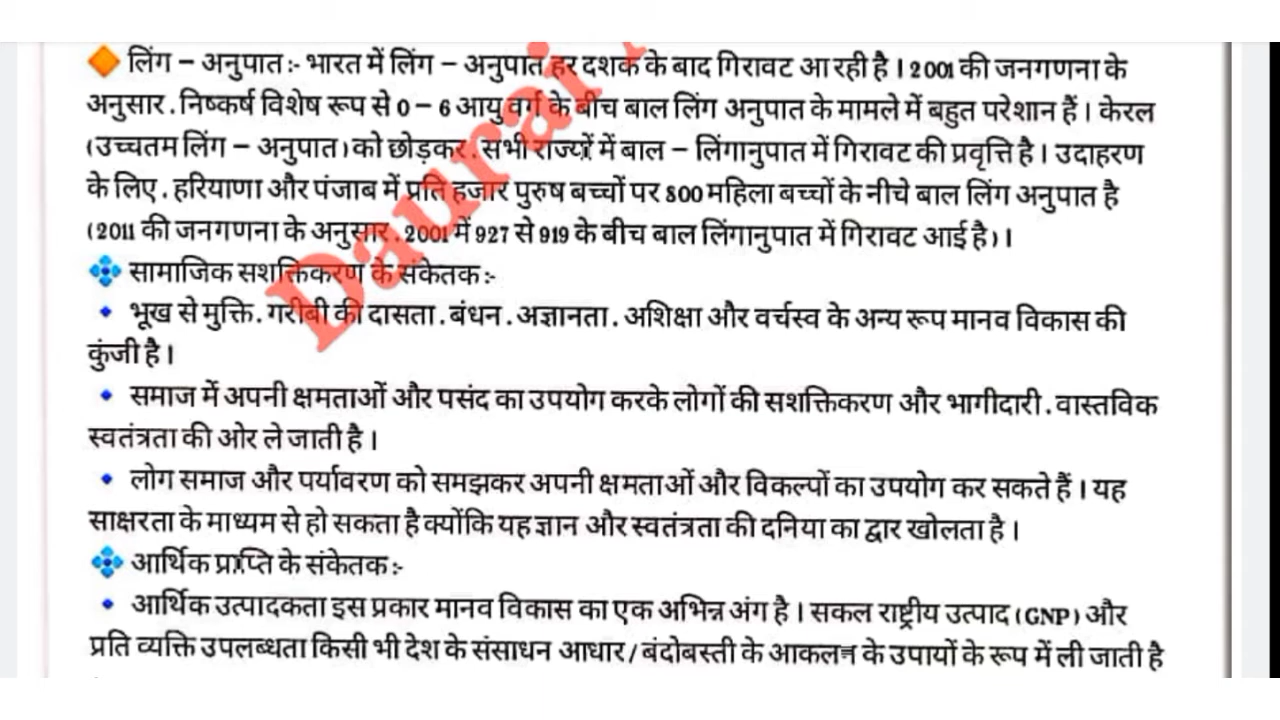 🔶 लिंग – अनुपात :- भारत में लिंग – अनुपात हर दशक के बाद गिरावट आ रही है । 2001 की जनगणना के
अनुसार . निष्कर्ष विशेष रूप से 0 – 6 आयु वर्ग के बीच बाल लिंग अनुपात के मामले में बहुत परेशान हैं । केरल
(उच्चतम लिंग – अनुपात) को छोड़कर . सभी राज्यों में बाल – लिंगानुपात में गिरावट की प्रवृत्ति है । उदाहरण
के लिए . हरियाणा और पंजाब में प्रति हजार पुरुष बच्चों पर 800 महिला बच्चों के नीचे बाल लिंग अनुपात है
(2011 की जनगणना के अनुसार . 2001 में 927 से 919 के बीच बाल लिंगानुपात में गिरावट आई है) ।
💠 सामाजिक सशक्तिकरण के संकेतक :-
🔹 भूख से मुक्ति . गरीबी की दासता . बंधन . अज्ञानता . अशिक्षा और वर्चस्व के अन्य रूप मानव विकास की
कुंजी है ।
🔹 समाज में अपनी क्षमताओं और पसंद का उपयोग करके लोगों की सशक्तिकरण और भागीदारी . वास्तविक
स्वतंत्रता की ओर ले जाती है ।
🔹 लोग समाज और पर्यावरण को समझकर अपनी क्षमताओं और विकल्पों का उपयोग कर सकते हैं । यह
साक्षरता के माध्यम से हो सकता है क्योंकि यह ज्ञान और स्वतंत्रता की दनिया का द्वार खोलता है ।
💠 आर्थिक प्राप्ति के संकेतक :-
🔹 आर्थिक उत्पादकता इस प्रकार मानव विकास का एक अभिन्न अंग है । सकल राष्ट्रीय उत्पाद (GNP) और
प्रति व्यक्ति उपलब्धता किसी भी देश के संसाधन आधार / बंदोबस्ती के आकलन के उपायों के रूप में ली जाती है
Daurai